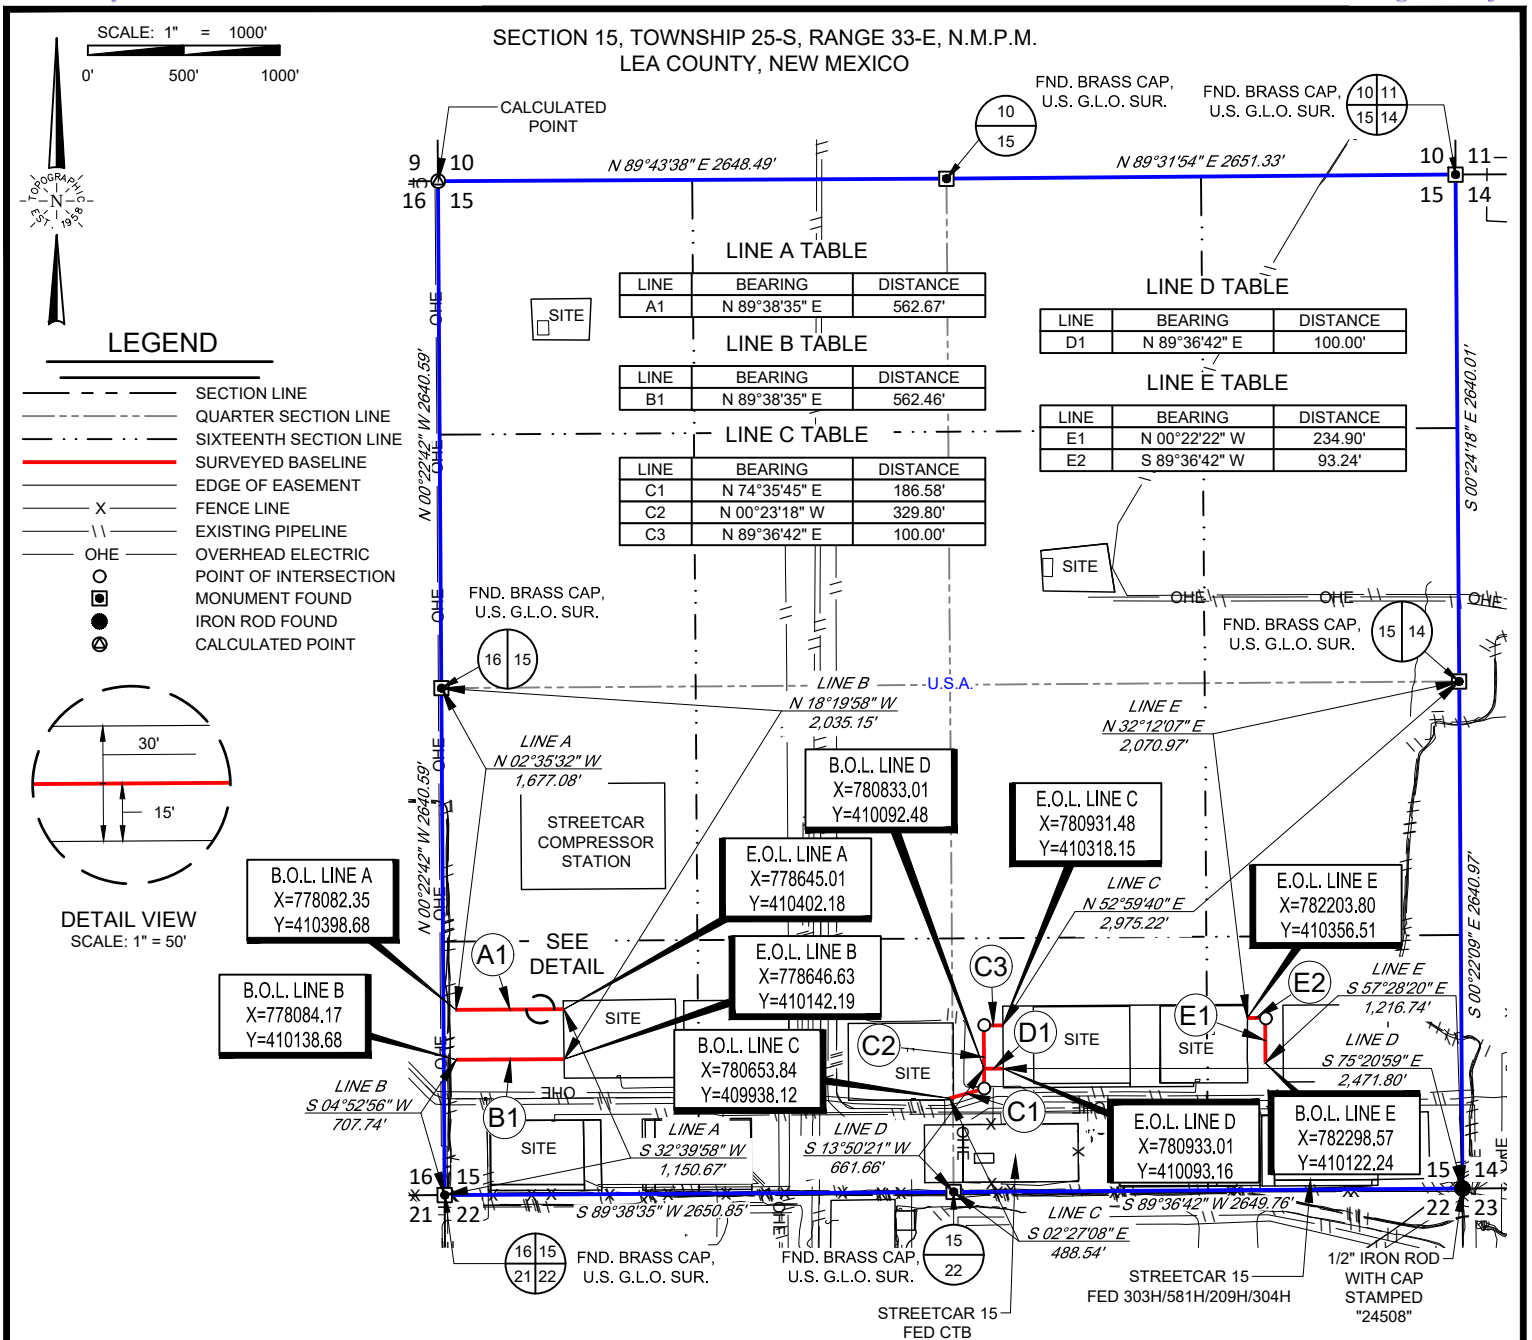 SCALE: 1" = 1000'
0' 500' 1000'
SECTION 15, TOWNSHIP 25-S, RANGE 33-E, N.M.P.M.
LEA COUNTY, NEW MEXICO
TOPOGRAPHIC
N
EST. 1958
CALCULATED
POINT
FND. BRASS CAP,
U.S. G.L.O. SUR.
10
15
FND. BRASS CAP,
U.S. G.L.O. SUR.
10 11
15 14
9 10
16 15
N 89°43'38" E 2648.49'
N 89°31'54" E 2651.33'
10 11
15 14
LEGEND
SECTION LINE
QUARTER SECTION LINE
SIXTEENTH SECTION LINE
SURVEYED BASELINE
EDGE OF EASEMENT
X FENCE LINE
\\ EXISTING PIPELINE
OHE OVERHEAD ELECTRIC
POINT OF INTERSECTION
MONUMENT FOUND
IRON ROD FOUND
CALCULATED POINT
SITE
LINE A TABLE
LINE BEARING DISTANCE
A1 N 89°38'35" E 562.67'
LINE B TABLE
LINE BEARING DISTANCE
B1 N 89°38'35" E 562.46'
LINE C TABLE
LINE BEARING DISTANCE
C1 N 74°35'45" E 186.58'
C2 N 00°23'18" W 329.80'
C3 N 89°36'42" E 100.00'
LINE D TABLE
LINE BEARING DISTANCE
D1 N 89°36'42" E 100.00'
LINE E TABLE
LINE BEARING DISTANCE
E1 N 00°22'22" W 234.90'
E2 S 89°36'42" W 93.24'
OHE
N 00°22'42" W 2640.59'
OHE
OHE
S 00°24'18" E 2640.01'
SITE
OHE OHE OHE
FND. BRASS CAP,
U.S. G.L.O. SUR.
16 15
FND. BRASS CAP,
U.S. G.L.O. SUR.
15 14
U.S.A.
30'
15'
DETAIL VIEW
SCALE: 1" = 50'
LINE A
N 02°35'32" W
1,677.08'
LINE B
N 18°19'58" W
2,035.15'
LINE E
N 32°12'07" E
2,070.97'
OHE
N 00°22'42" W 2640.59'
OHE
STREETCAR
COMPRESSOR
STATION
B.O.L. LINE D
X=780833.01
Y=410092.48
E.O.L. LINE C
X=780931.48
Y=410318.15
B.O.L. LINE A
X=778082.35
Y=410398.68
E.O.L. LINE A
X=778645.01
Y=410402.18
LINE C
N 52°59'40" E
2,975.22'
E.O.L. LINE E
X=782203.80
Y=410356.51
S 00°22'09" E 2640.97'
B.O.L. LINE B
X=778084.17
Y=410138.68
A1
SEE
DETAIL
E.O.L. LINE B
X=778646.63
Y=410142.19
C3
E2
LINE E
S 57°28'20" E
1,216.74'
SITE
B.O.L. LINE C
X=780653.84
Y=409938.12
C2
SITE
D1
SITE
E1
SITE
LINE D
S 75°20'59" E
2,471.80'
OHE
LINE B
S 04°52'56" W
707.74'
B1
OHE
C1
OHE
E.O.L. LINE D
X=780933.01
Y=410093.16
B.O.L. LINE E
X=782298.57
Y=410122.24
SITE
LINE A
S 32°39'58" W
1,150.67'
LINE D
S 13°50'21" W
661.66'
OHE
OHE
16 15
21 22
15 14
22 23
S 89°38'35" W 2650.85'
S 89°36'42" W 2649.76'
OHE
LINE C
S 02°27'08" E
488.54'
16 15
21 22
FND. BRASS CAP,
U.S. G.L.O. SUR.
FND. BRASS CAP,
U.S. G.L.O. SUR.
15
22
STREETCAR 15
FED CTB
STREETCAR 15
FED 303H/581H/209H/304H
1/2" IRON ROD
WITH CAP
STAMPED
"24508"